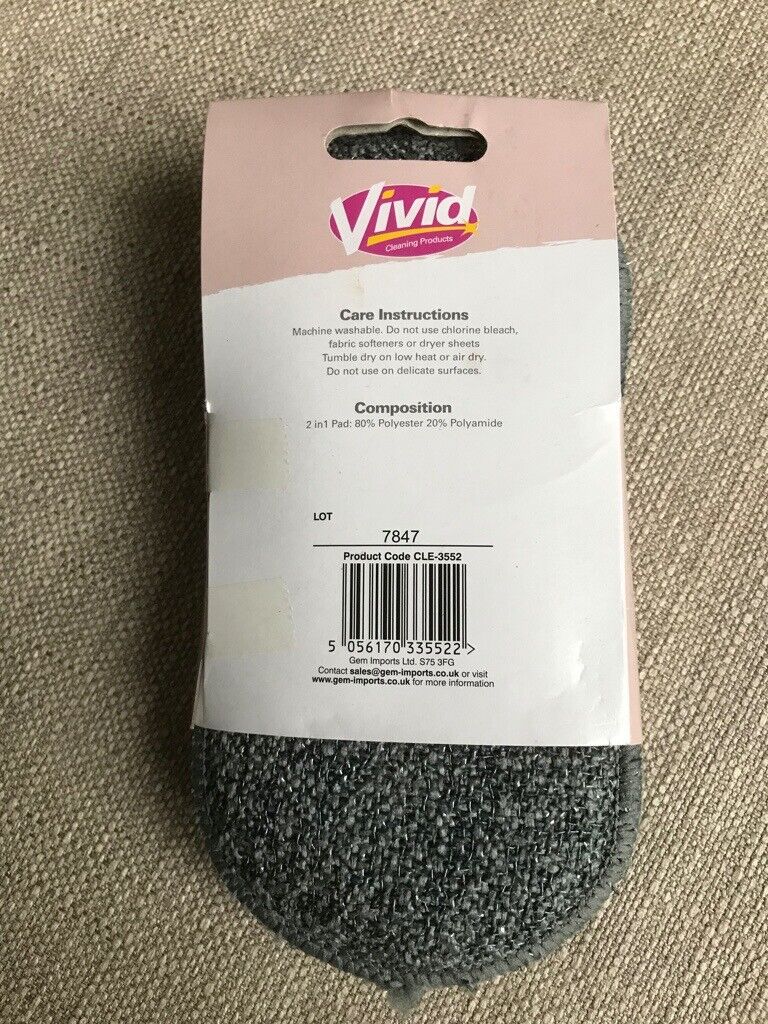 Vivid
Cleaning Products
Care Instructions
Machine washable. Do not use chlorine bleach,
fabric softeners or dryer sheets
Tumble dry on low heat or air dry.
Do not use on delicate surfaces.
Composition
2 in1 Pad: 80% Polyester 20% Polyamide
LOT
7847
Product Code CLE-3552
5 056170 335522 >
Gem Imports Ltd. S75 3FG
Contact sales@gem-imports.co.uk or visit
www.gem-imports.co.uk for more information